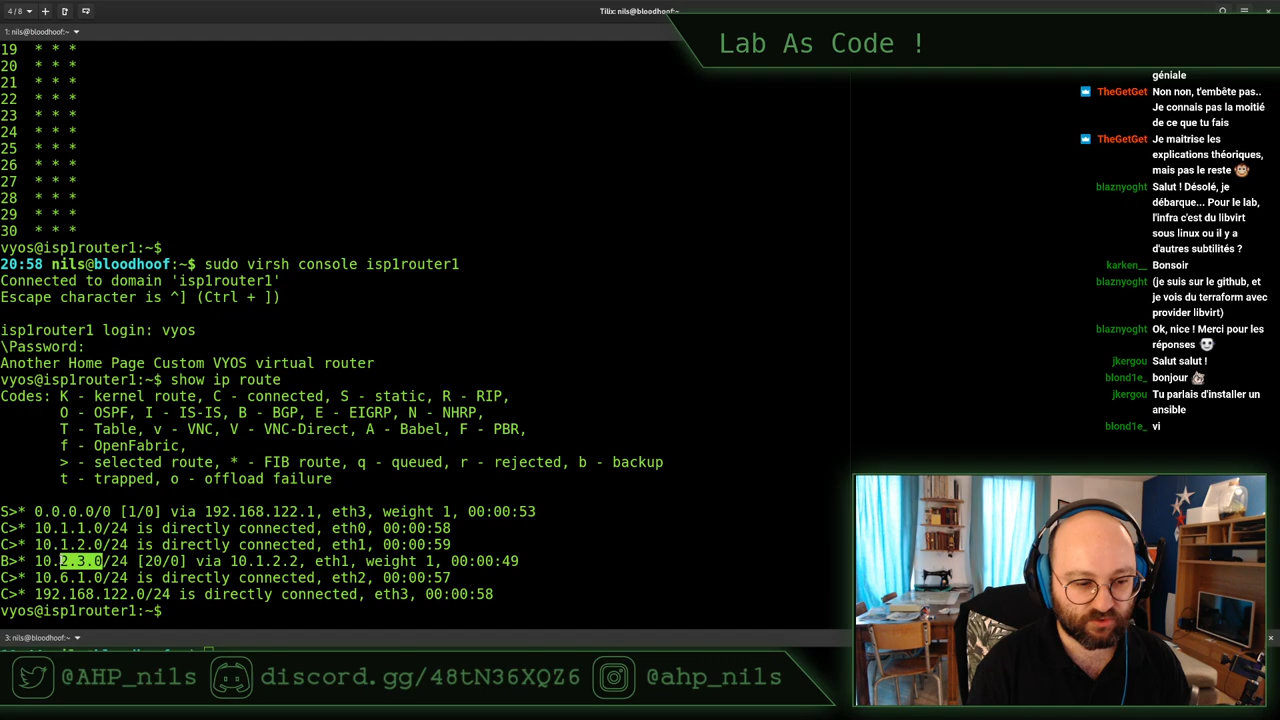 4 / 8
Tilix: nils@bloodhoof:~
1: nils@bloodhoof:~
Lab As Code !
19 * * *
20 * * *
21 * * *
22 * * *
23 * * *
24 * * *
25 * * *
26 * * *
27 * * *
28 * * *
29 * * *
30 * * *
vyos@isp1router1:~$
20:58 nils@bloodhoof:~$ sudo virsh console isp1router1
Connected to domain 'isp1router1'
Escape character is ^] (Ctrl + ])
isp1router1 login: vyos
\Password:
Another Home Page Custom VYOS virtual router
vyos@isp1router1:~$ show ip route
Codes: K - kernel route, C - connected, S - static, R - RIP,
O - OSPF, I - IS-IS, B - BGP, E - EIGRP, N - NHRP,
T - Table, v - VNC, V - VNC-Direct, A - Babel, F - PBR,
f - OpenFabric,
> - selected route, * - FIB route, q - queued, r - rejected, b - backup
t - trapped, o - offload failure
S>* 0.0.0.0/0 [1/0] via 192.168.122.1, eth3, weight 1, 00:00:53
C>* 10.1.1.0/24 is directly connected, eth0, 00:00:58
C>* 10.1.2.0/24 is directly connected, eth1, 00:00:59
B>* 10.2.3.0/24 [20/0] via 10.1.2.2, eth1, weight 1, 00:00:49
C>* 10.6.1.0/24 is directly connected, eth2, 00:00:57
C>* 192.168.122.0/24 is directly connected, eth3, 00:00:58
vyos@isp1router1:~$
3: nils@bloodhoof:~
géniale
TheGetGet Non non, t'embête pas..
Je connais pas la moitié
de ce que tu fais
TheGetGet Je maitrise les
explications théoriques,
mais pas le reste
blaznyoght Salut ! Désolé, je
débarque... Pour le lab,
l'infra c'est du libvirt
sous linux ou il y a
d'autres subtilités ?
karken__ Bonsoir
blaznyoght (je suis sur le github, et
je vois du terraform avec
provider libvirt)
blaznyoght Ok, nice ! Merci pour les
réponses
jkergou Salut salut !
blond1e_ bonjour
jkergou Tu parlais d'installer un
ansible
blond1e_ vi
@AHP_nils discord.gg/48tN36XQZ6 @ahp_nils